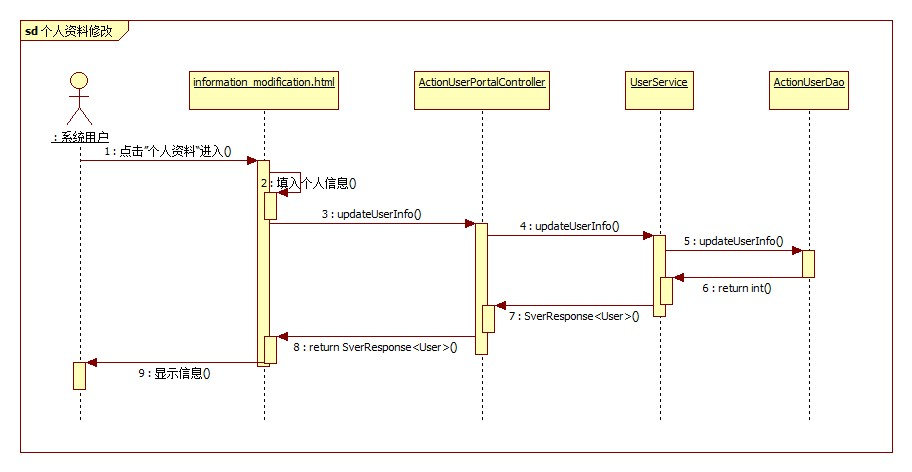 sd 个人资料修改
: 系统用户
information_modification.html
ActionUserPortalController
UserService
ActionUserDao
1 : 点击"个人资料"进入()
2 : 填入个人信息()
3 : updateUserInfo()
4 : updateUserInfo()
5 : updateUserInfo()
6 : return int()
7 : SverResponse<User>()
8 : return SverResponse<User>()
9 : 显示信息()